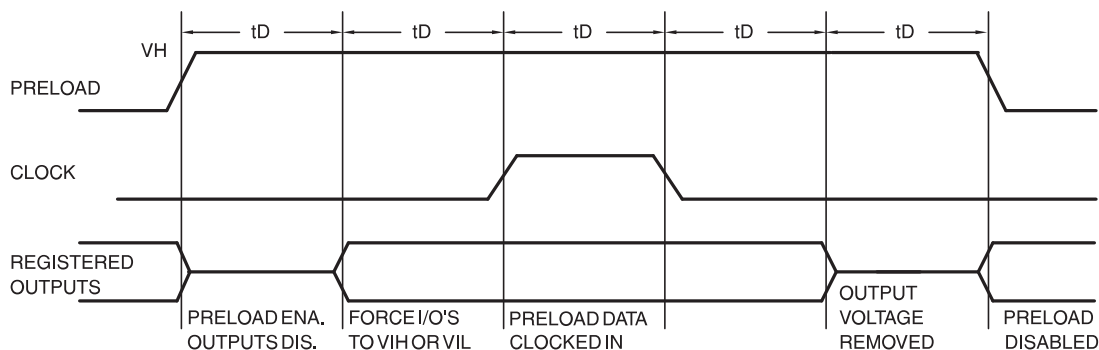 tD tD tD tD tD
VH
PRELOAD
CLOCK
REGISTERED
OUTPUTS
PRELOAD ENA.
OUTPUTS DIS.
FORCE I/O'S
TO VIH OR VIL
PRELOAD DATA
CLOCKED IN
OUTPUT
VOLTAGE
REMOVED
PRELOAD
DISABLED